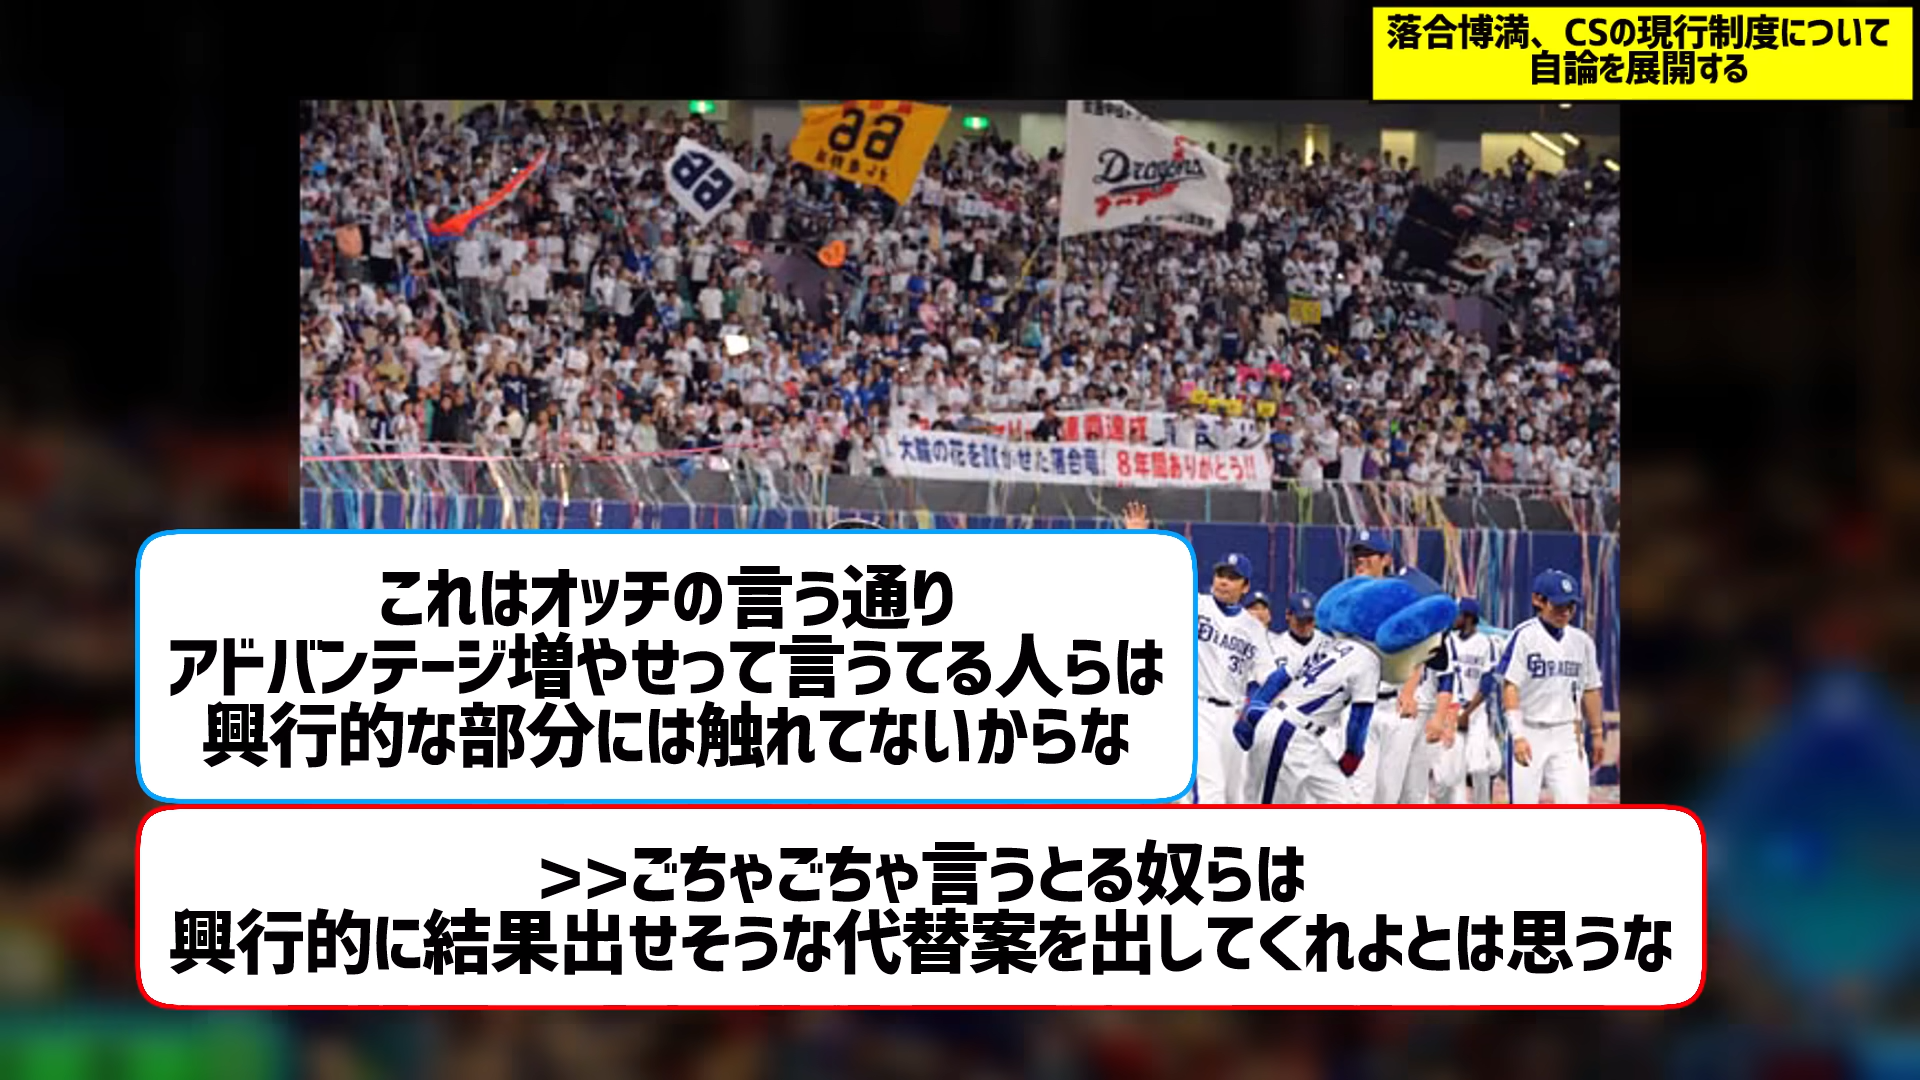 落合博満、CSの現行制度について
自論を展開する
aa
aa
Dragons
大輪の花を咲かせた落合竜! 8年間ありがとう!!
これはオッチの言う通り
アドバンテージ増やせって言うてる人らは
興行的な部分には触れてないからな
DRAGONS
DRAGONS
>>ごちゃごちゃ言うとる奴らは
興行的に結果出せそうな代替案を出してくれよとは思うな